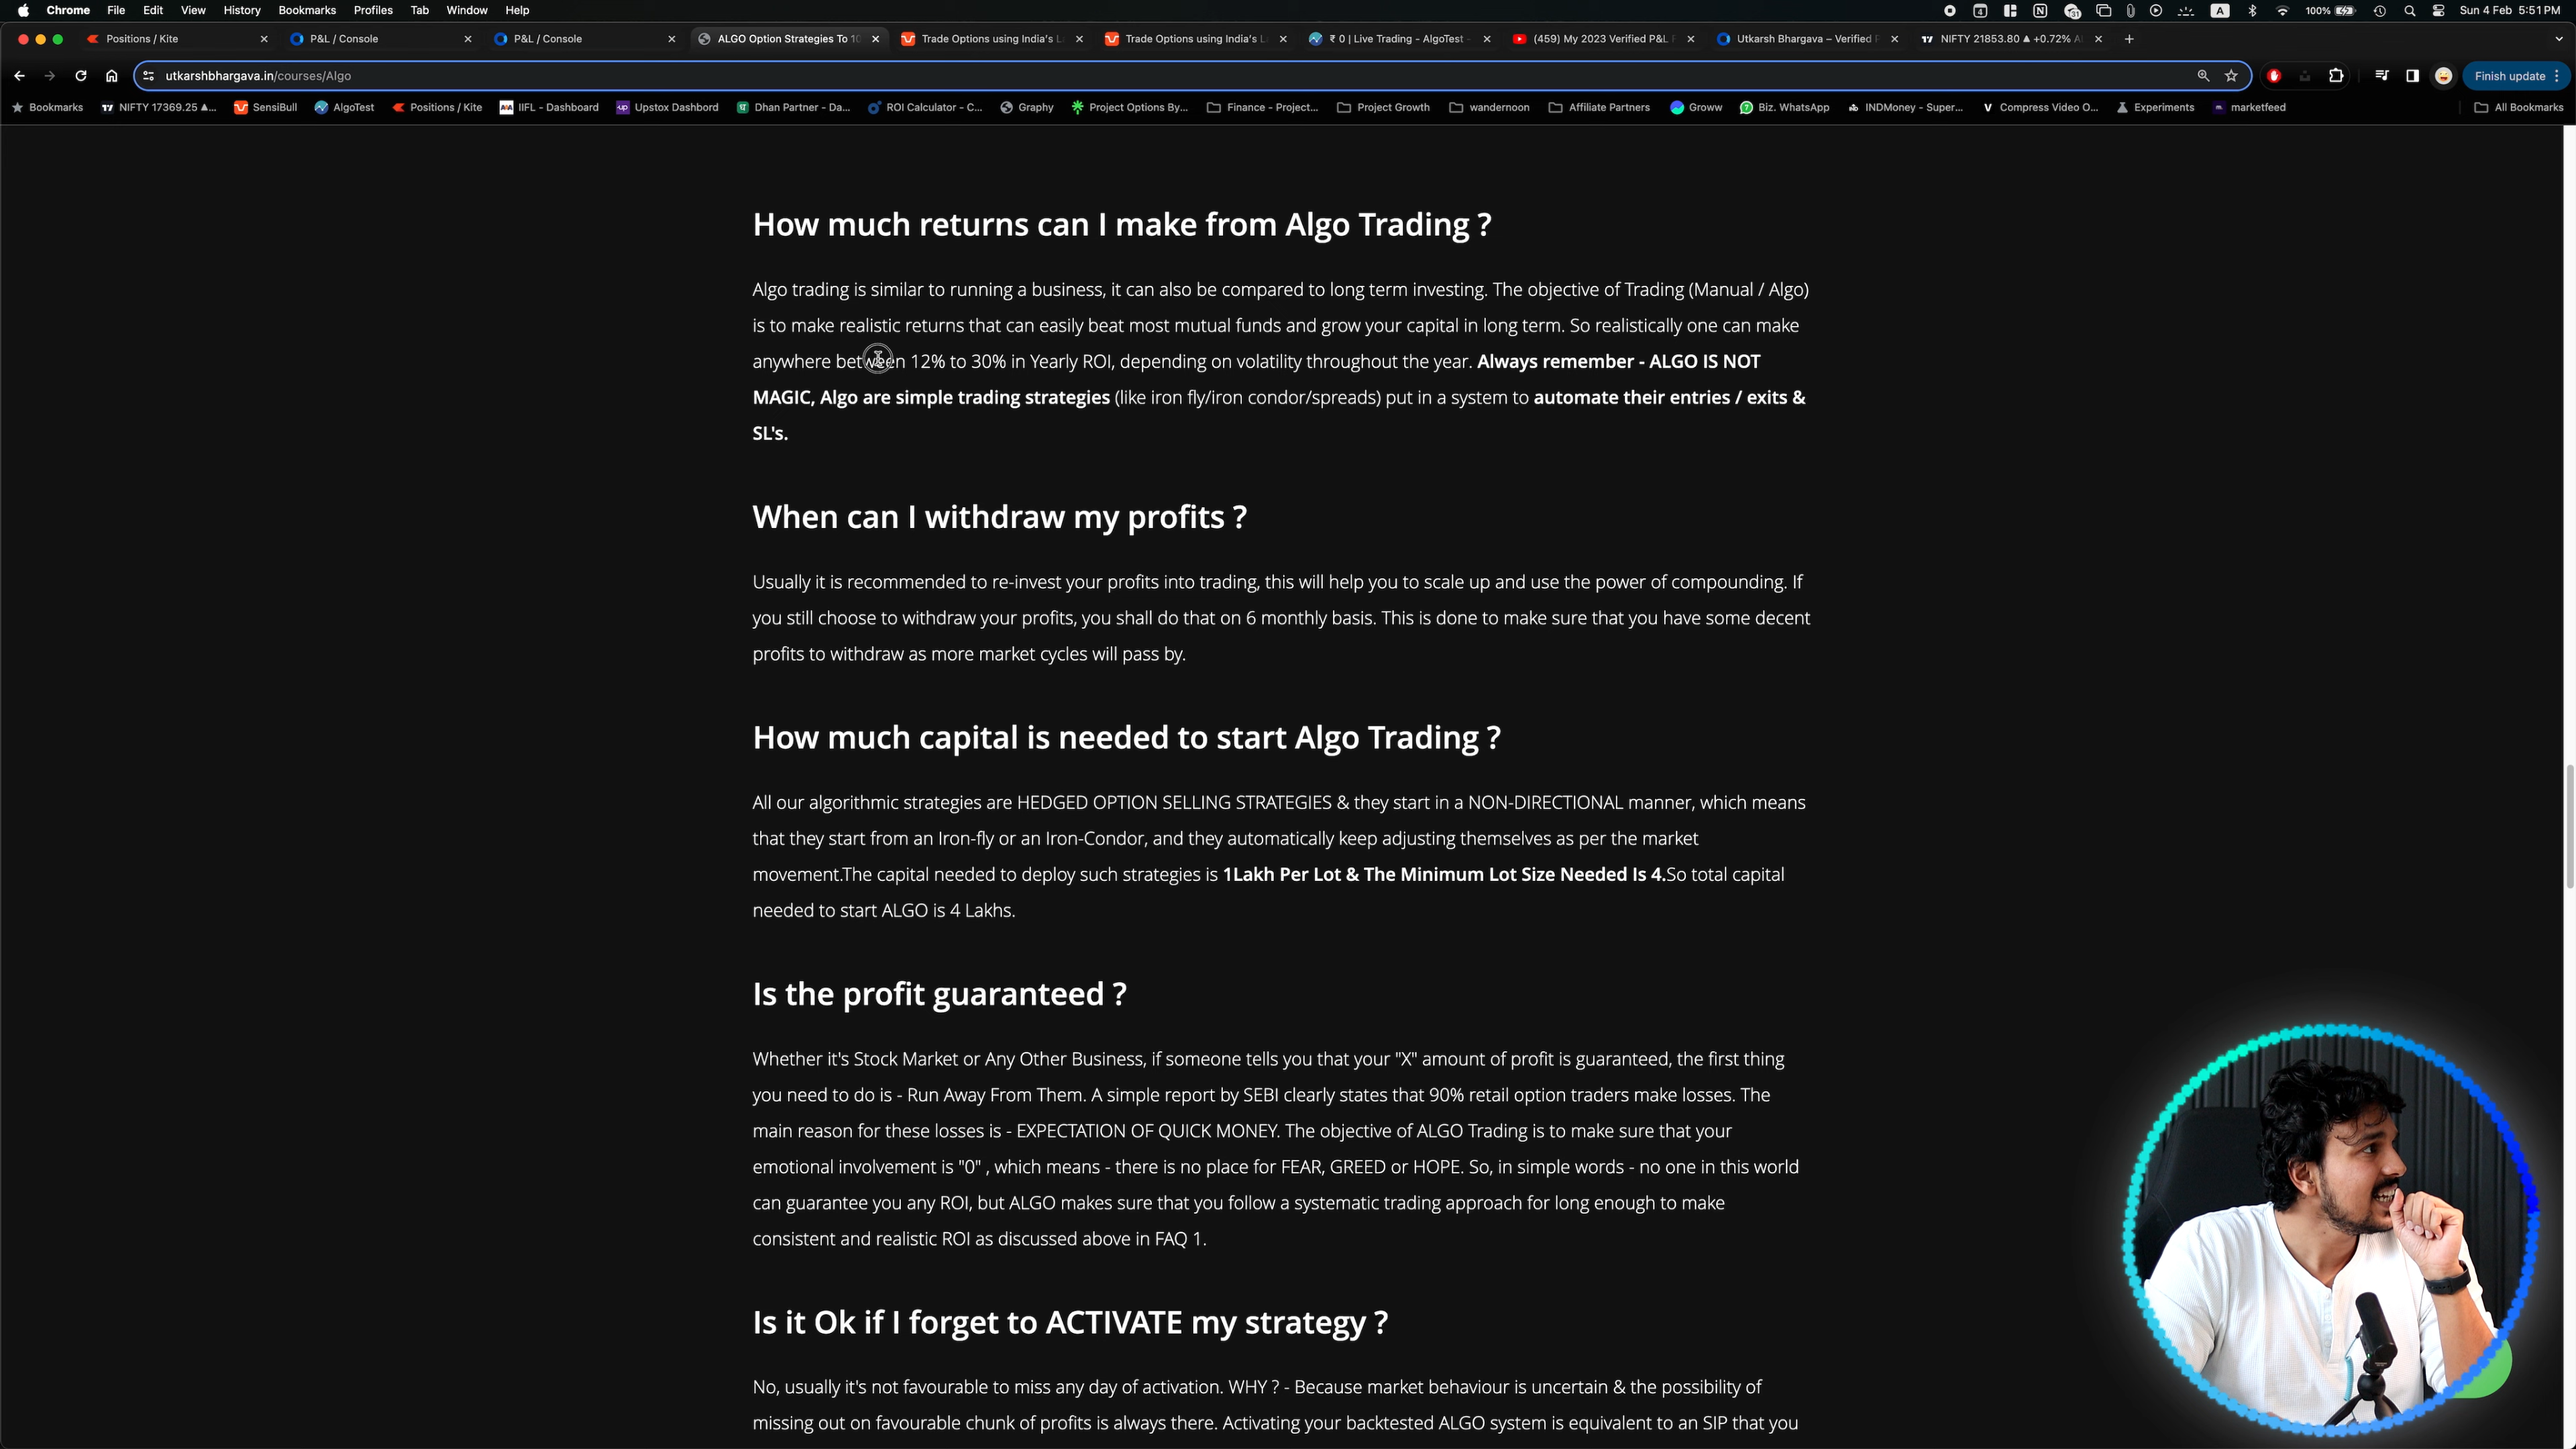 Chrome File Edit View History Bookmarks Profiles Tab Window Help
4
N
31
A
100%
Sun 4 Feb 5:51 PM
Positions / Kite
P&L / Console
P&L / Console
ALGO Option Strategies To 10
Trade Options using India's L
Trade Options using India's L
₹ 0 | Live Trading - AlgoTest -
(459) My 2023 Verified P&L
Utkarsh Bhargava – Verified
NIFTY 21853.80 ▲ +0.72%
utkarshbhargava.in/courses/Algo
Finish update
Bookmarks
NIFTY 17369.25 ▲...
SensiBull
AlgoTest
Positions / Kite
IIFL - Dashboard
Upstox Dashbord
Dhan Partner - Da...
ROI Calculator - C...
Graphy
Project Options By...
Finance - Project...
Project Growth
wandernoon
Affiliate Partners
Groww
Biz. WhatsApp
INDMoney - Super...
Compress Video O...
Experiments
marketfeed
All Bookmarks
How much returns can I make from Algo Trading ?
Algo trading is similar to running a business, it can also be compared to long term investing. The objective of Trading (Manual / Algo)
is to make realistic returns that can easily beat most mutual funds and grow your capital in long term. So realistically one can make
anywhere between 12% to 30% in Yearly ROI, depending on volatility throughout the year. Always remember - ALGO IS NOT
MAGIC, Algo are simple trading strategies (like iron fly/iron condor/spreads) put in a system to automate their entries / exits &
SL's.
When can I withdraw my profits ?
Usually it is recommended to re-invest your profits into trading, this will help you to scale up and use the power of compounding. If
you still choose to withdraw your profits, you shall do that on 6 monthly basis. This is done to make sure that you have some decent
profits to withdraw as more market cycles will pass by.
How much capital is needed to start Algo Trading ?
All our algorithmic strategies are HEDGED OPTION SELLING STRATEGIES & they start in a NON-DIRECTIONAL manner, which means
that they start from an Iron-fly or an Iron-Condor, and they automatically keep adjusting themselves as per the market
movement.The capital needed to deploy such strategies is 1Lakh Per Lot & The Minimum Lot Size Needed Is 4.So total capital
needed to start ALGO is 4 Lakhs.
Is the profit guaranteed ?
Whether it's Stock Market or Any Other Business, if someone tells you that your "X" amount of profit is guaranteed, the first thing
you need to do is - Run Away From Them. A simple report by SEBI clearly states that 90% retail option traders make losses. The
main reason for these losses is - EXPECTATION OF QUICK MONEY. The objective of ALGO Trading is to make sure that your
emotional involvement is "0" , which means - there is no place for FEAR, GREED or HOPE. So, in simple words - no one in this world
can guarantee you any ROI, but ALGO makes sure that you follow a systematic trading approach for long enough to make
consistent and realistic ROI as discussed above in FAQ 1.
Is it Ok if I forget to ACTIVATE my strategy ?
No, usually it's not favourable to miss any day of activation. WHY ? - Because market behaviour is uncertain & the possibility of
missing out on favourable chunk of profits is always there. Activating your backtested ALGO system is equivalent to an SIP that you